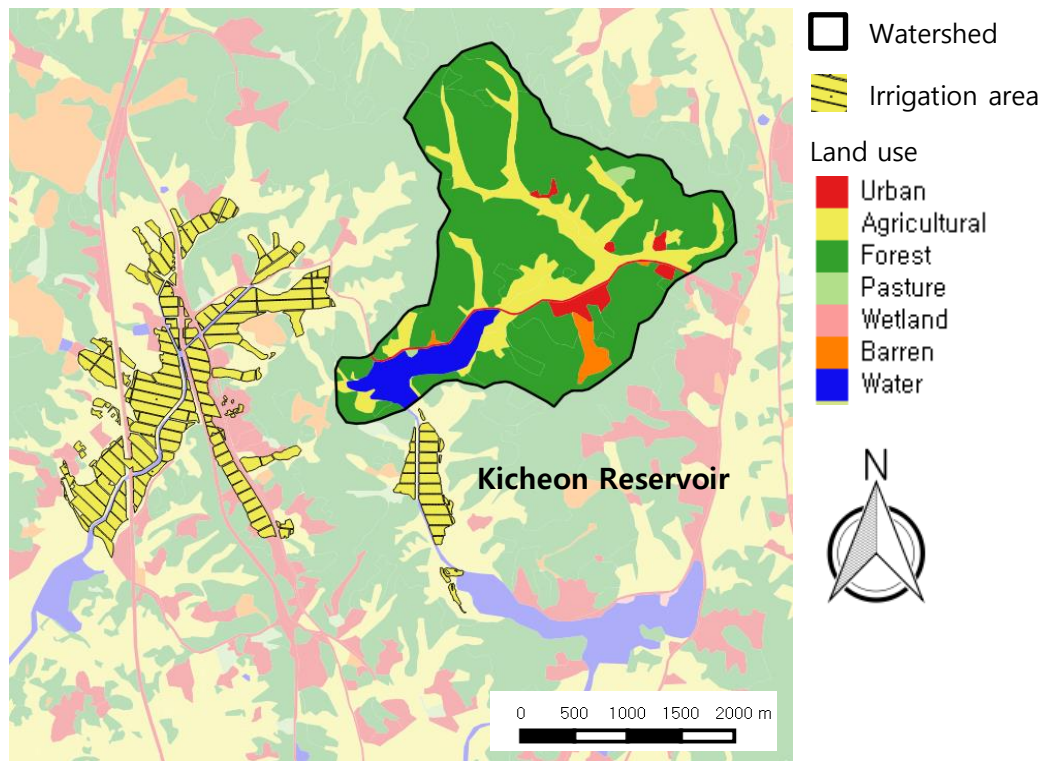 Watershed
Irrigation area
Land use
Urban
Agricultural
Forest
Pasture
Wetland
Barren
Water
N
Kicheon Reservoir
0 500 1000 1500 2000 m